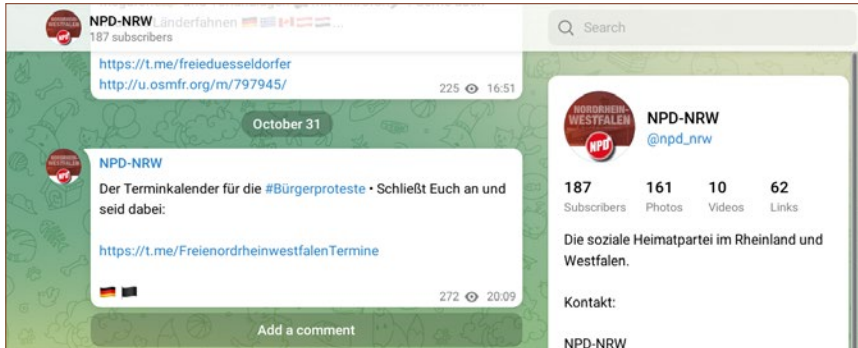 NPD-NRW
187 subscribers
Länderfahnen
https://t.me/freieduesseldorfer
http://u.osmfr.org/m/797945/
225 16:51
October 31
NPD-NRW
Der Terminkalender für die #Bürgerproteste • Schließt Euch an und
seid dabei:
https://t.me/FreienordrheinwestfalenTermine
272 20:09
Add a comment
Search
NORDRHEIN-
WESTFALEN
NPD
NPD-NRW
@npd_nrw
187 161 10 62
Subscribers Photos Videos Links
Die soziale Heimatpartei im Rheinland und
Westfalen.
Kontakt:
NPD-NRW